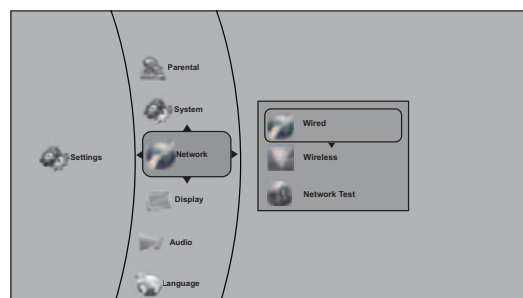 Parental
System
Settings
Network
Display
Audio
Language
Wired
Wireless
Network Test